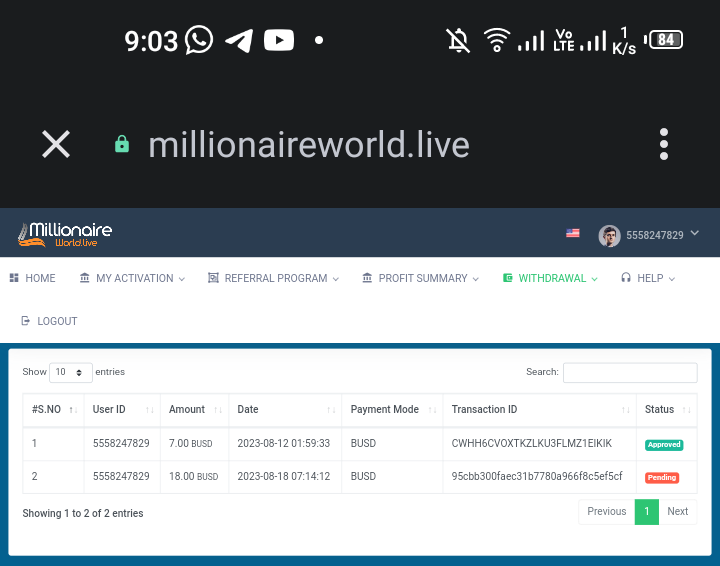 9:03 Vo LTE 1 K/s 84
millionaireworld.live
Millionaire
World.live
5558247829
HOME MY ACTIVATION REFERRAL PROGRAM PROFIT SUMMARY WITHDRAWAL HELP
LOGOUT
Show 10 entries Search:
#S.NO User ID Amount Date Payment Mode Transaction ID Status
1 5558247829 7.00 BUSD 2023-08-12 01:59:33 BUSD CWHH6CVOXTKZLKU3FLMZ1EIKIK Approved
2 5558247829 18.00 BUSD 2023-08-18 07:14:12 BUSD 95cbb300faec31b7780a966f8c5ef5cf Pending
Showing 1 to 2 of 2 entries Previous 1 Next